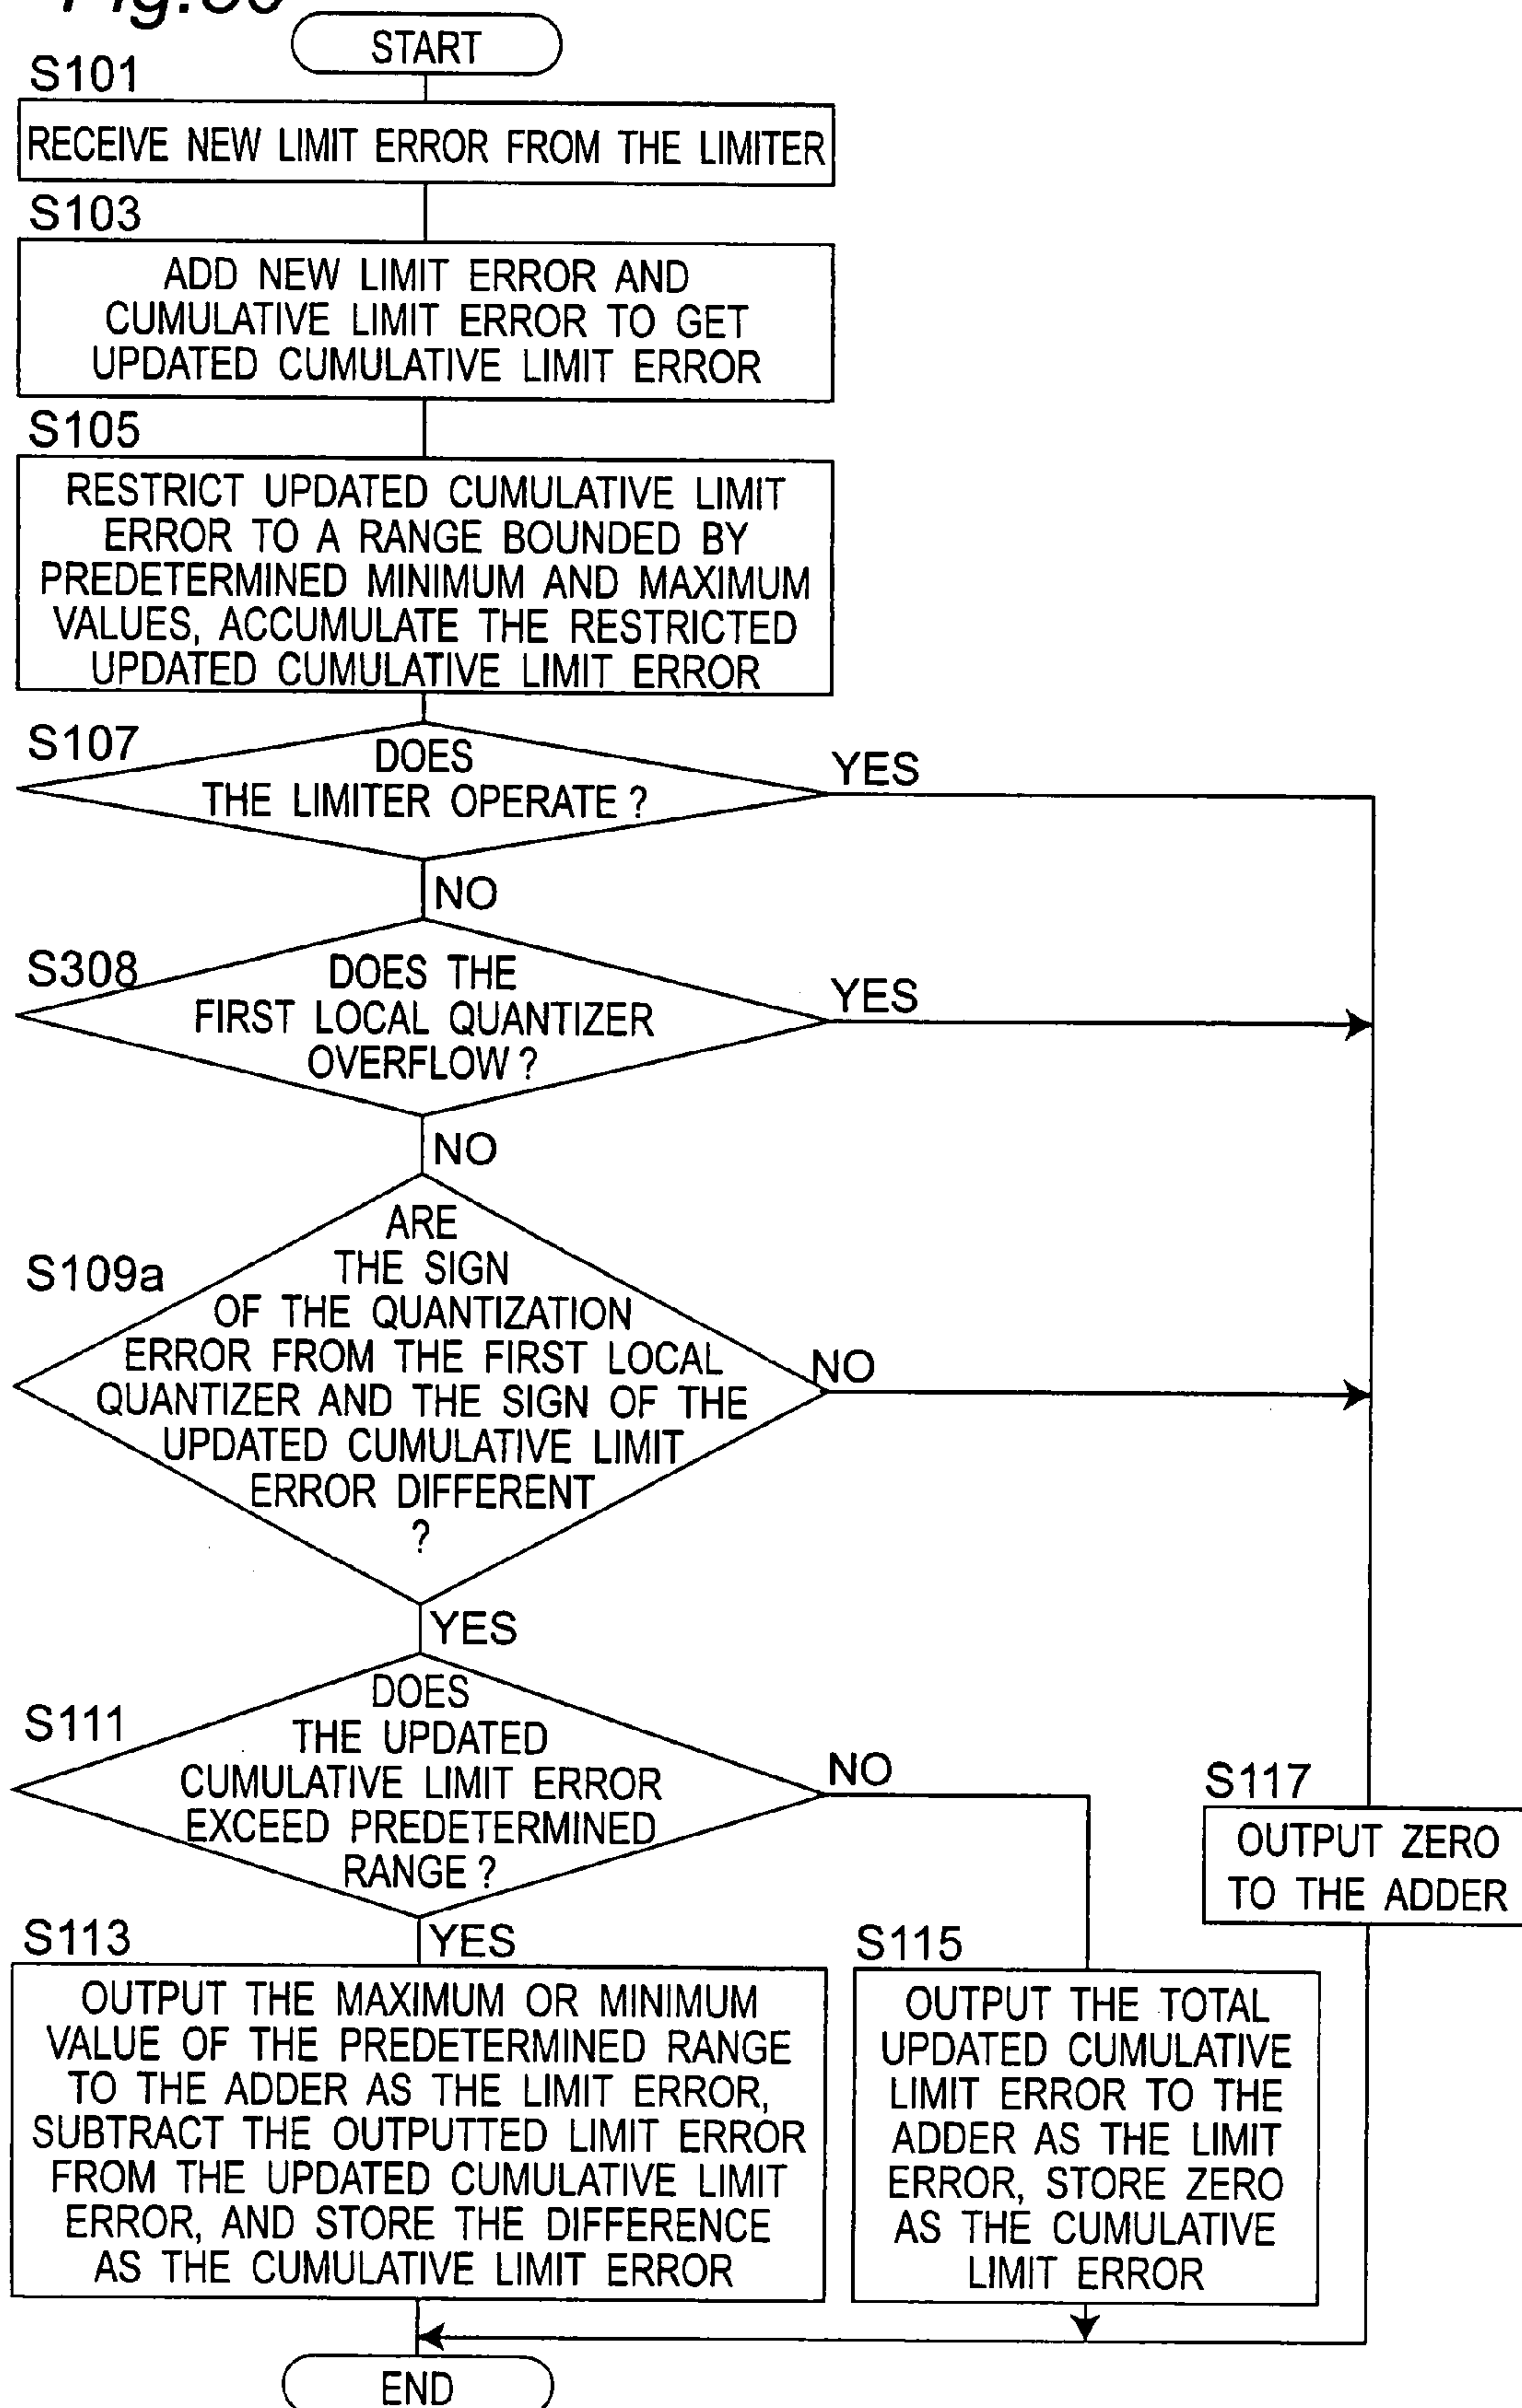 START
S101
RECEIVE NEW LIMIT ERROR FROM THE LIMITER
S103
ADD NEW LIMIT ERROR AND
CUMULATIVE LIMIT ERROR TO GET
UPDATED CUMULATIVE LIMIT ERROR
S105
RESTRICT UPDATED CUMULATIVE LIMIT
ERROR TO A RANGE BOUNDED BY
PREDETERMINED MINIMUM AND MAXIMUM
VALUES, ACCUMULATE THE RESTRICTED
UPDATED CUMULATIVE LIMIT ERROR
S107
DOES
THE LIMITER OPERATE ?
YES
NO
S308
DOES THE
FIRST LOCAL QUANTIZER
OVERFLOW ?
YES
NO
S109a
ARE
THE SIGN
OF THE QUANTIZATION
ERROR FROM THE FIRST LOCAL
QUANTIZER AND THE SIGN OF THE
UPDATED CUMULATIVE LIMIT
ERROR DIFFERENT
?
NO
YES
S111
DOES
THE UPDATED
CUMULATIVE LIMIT ERROR
EXCEED PREDETERMINED
RANGE ?
NO
YES
S117
OUTPUT ZERO
TO THE ADDER
S113
OUTPUT THE MAXIMUM OR MINIMUM
VALUE OF THE PREDETERMINED RANGE
TO THE ADDER AS THE LIMIT ERROR,
SUBTRACT THE OUTPUTTED LIMIT ERROR
FROM THE UPDATED CUMULATIVE LIMIT
ERROR, AND STORE THE DIFFERENCE
AS THE CUMULATIVE LIMIT ERROR
S115
OUTPUT THE TOTAL
UPDATED CUMULATIVE
LIMIT ERROR TO THE
ADDER AS THE LIMIT
ERROR, STORE ZERO
AS THE CUMULATIVE
LIMIT ERROR
END